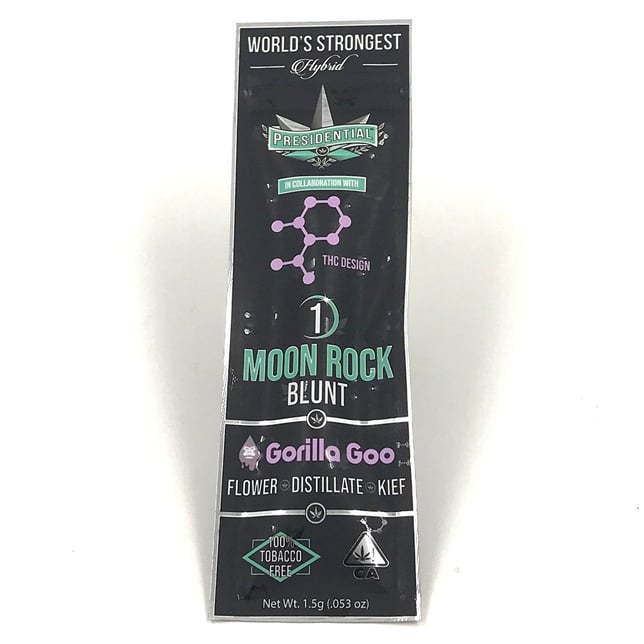 WORLD'S STRONGEST
Hybrid
PRESIDENTIAL
IN COLLABORATION WITH
THC DESIGN
1
MOON ROCK
BLUNT
Gorilla Goo
FLOWER DISTILLATE KIEF
100%
TOBACCO
FREE
CA
Net Wt. 1.5g (.053 oz)